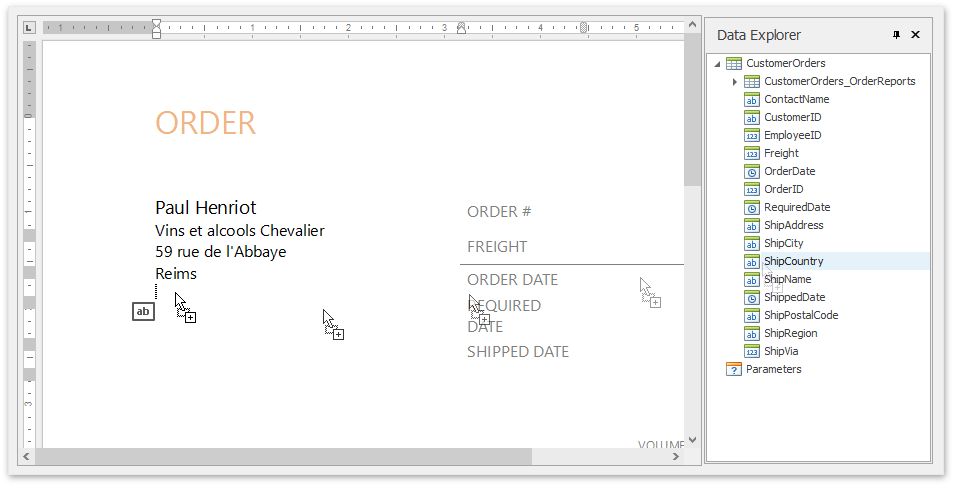 L 1 1 2 3 4 5
ORDER
Paul Henriot
Vins et alcools Chevalier
59 rue de l'Abbaye
Reims
ab
ORDER #
FREIGHT
ORDER DATE
REQUIRED
DATE
SHIPPED DATE
VOLUME
1
2
3
Data Explorer
CustomerOrders
CustomerOrders_OrderReports
ab ContactName
ab CustomerID
123 EmployeeID
123 Freight
OrderDate
123 OrderID
RequiredDate
ab ShipAddress
ab ShipCity
ab ShipCountry
ab ShipName
ShippedDate
ab ShipPostalCode
ab ShipRegion
123 ShipVia
? Parameters